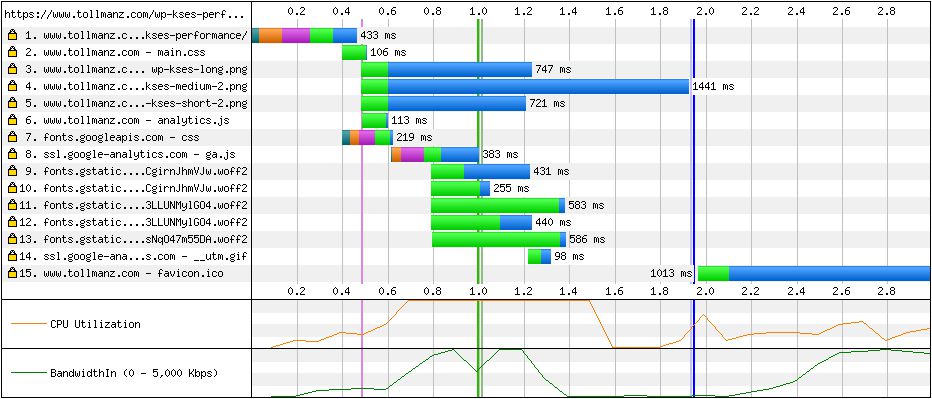 https://www.tollmanz.com/wp-kses-perf...
0.2 0.4 0.6 0.8 1.0 1.2 1.4 1.6 1.8 2.0 2.2 2.4 2.6 2.8
1. www.tollmanz.c...kses-performance/ 433 ms
2. www.tollmanz.com - main.css 106 ms
3. www.tollmanz.c... wp-kses-long.png 747 ms
4. www.tollmanz.c...kses-medium-2.png 1441 ms
5. www.tollmanz.c...-kses-short-2.png 721 ms
6. www.tollmanz.com - analytics.js 113 ms
7. fonts.googleapis.com - css 219 ms
8. ssl.google-analytics.com - ga.js 383 ms
9. fonts.gstatic....CgirnJhmVJw.woff2 431 ms
10. fonts.gstatic....CgirnJhmVJw.woff2 255 ms
11. fonts.gstatic....3LLUNMylGO4.woff2 583 ms
12. fonts.gstatic....3LLUNMylGO4.woff2 440 ms
13. fonts.gstatic....sNqO47m55DA.woff2 586 ms
14. ssl.google-ana...s.com - __utm.gif 98 ms
15. www.tollmanz.com - favicon.ico 1013 ms
0.2 0.4 0.6 0.8 1.0 1.2 1.4 1.6 1.8 2.0 2.2 2.4 2.6 2.8
CPU Utilization
BandwidthIn (0 - 5,000 Kbps)